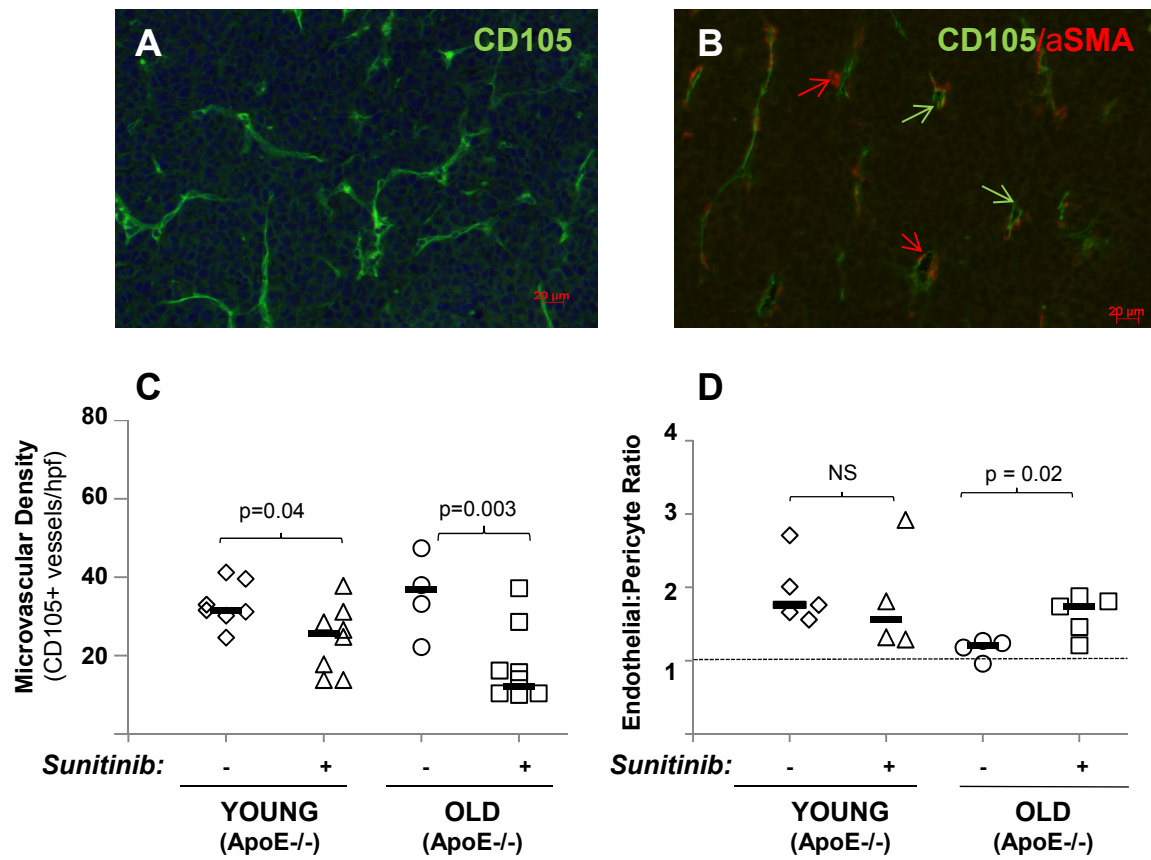 A
CD105
20 µm
B
CD105/aSMA
20 µm
C
Microvascular Density
(CD105+ vessels/hpf)
80
60
40
20
p=0.04
p=0.003
Sunitinib:
-
+
-
+
YOUNG
(ApoE-/-)
OLD
(ApoE-/-)
D
Endothelial:Pericyte Ratio
4
3
2
1
NS
p = 0.02
Sunitinib:
-
+
-
+
YOUNG
(ApoE-/-)
OLD
(ApoE-/-)